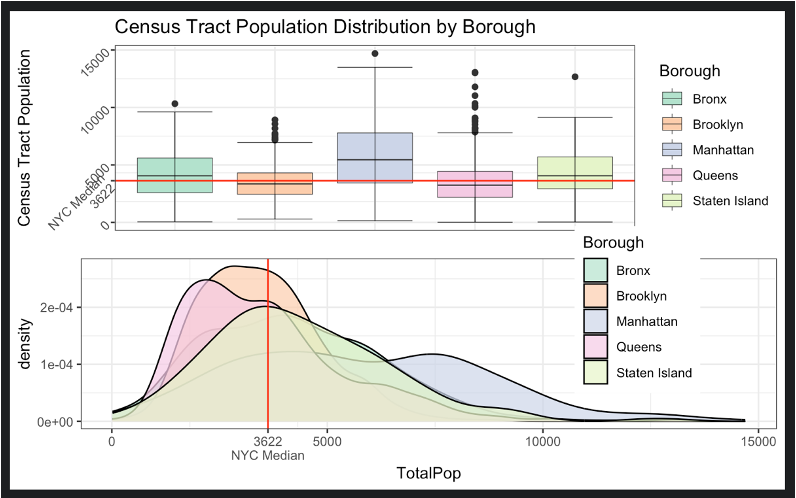 Census Tract Population Distribution by Borough
Census Tract Population
15000
10000
5000
NYC Median
3622
0
Borough
Bronx
Brooklyn
Manhattan
Queens
Staten Island
Borough
Bronx
Brooklyn
Manhattan
Queens
Staten Island
density
2e-04
1e-04
0e+00
0 3622 5000 10000 15000
NYC Median
TotalPop